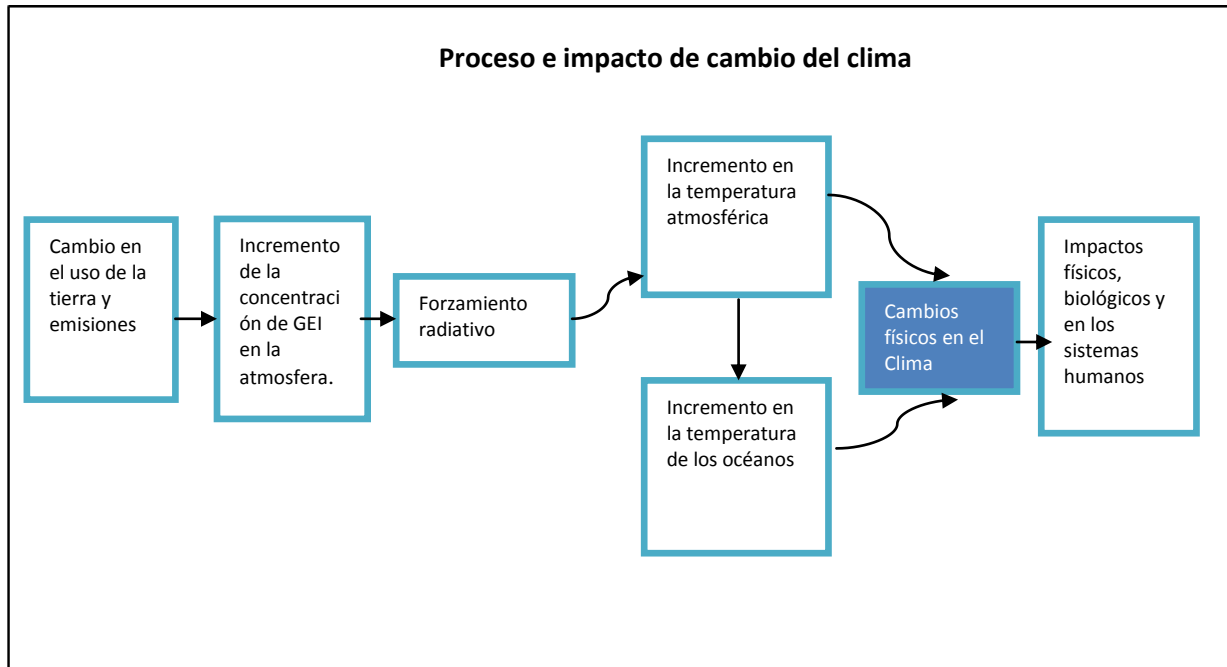 Proceso e impacto de cambio del clima
Cambio en
el uso de la
tierra y
emisiones
Incremento
de la
concentraci
ón de GEI
en la
atmosfera.
Forzamiento
radiativo
Incremento en
la temperatura
atmosférica
Incremento en
la temperatura
de los océanos
Cambios
físicos en el
Clima
Impactos
físicos,
biológicos y
en los
sistemas
humanos